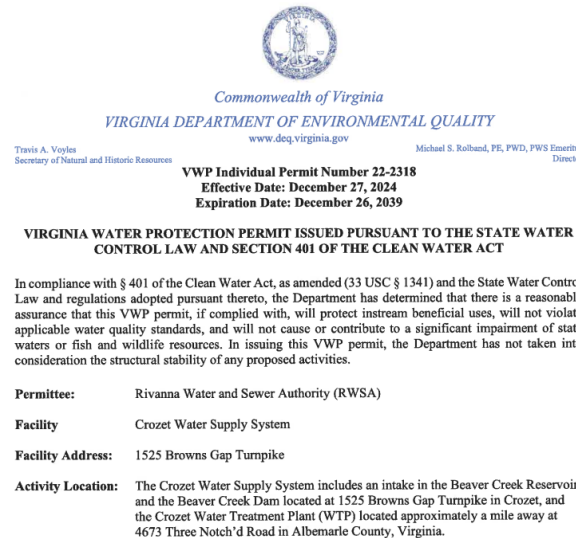 Commonwealth of Virginia
VIRGINIA DEPARTMENT OF ENVIRONMENTAL QUALITY
www.deq.virginia.gov
Travis A. Voyles
Secretary of Natural and Historic Resources
Michael S. Rolband, PE, PWD, PWS Emerit
Direct
VWP Individual Permit Number 22-2318
Effective Date: December 27, 2024
Expiration Date: December 26, 2039
VIRGINIA WATER PROTECTION PERMIT ISSUED PURSUANT TO THE STATE WATER
CONTROL LAW AND SECTION 401 OF THE CLEAN WATER ACT
In compliance with § 401 of the Clean Water Act, as amended (33 USC § 1341) and the State Water Contro
Law and regulations adopted pursuant thereto, the Department has determined that there is a reasonabl
assurance that this VWP permit, if complied with, will protect instream beneficial uses, will not violat
applicable water quality standards, and will not cause or contribute to a significant impairment of stat
waters or fish and wildlife resources. In issuing this VWP permit, the Department has not taken int
consideration the structural stability of any proposed activities.
Permittee: Rivanna Water and Sewer Authority (RWSA)
Facility Crozet Water Supply System
Facility Address: 1525 Browns Gap Turnpike
Activity Location: The Crozet Water Supply System includes an intake in the Beaver Creek Reservoir
and the Beaver Creek Dam located at 1525 Browns Gap Turnpike in Crozet, and
the Crozet Water Treatment Plant (WTP) located approximately a mile away at
4673 Three Notch'd Road in Albemarle County, Virginia.